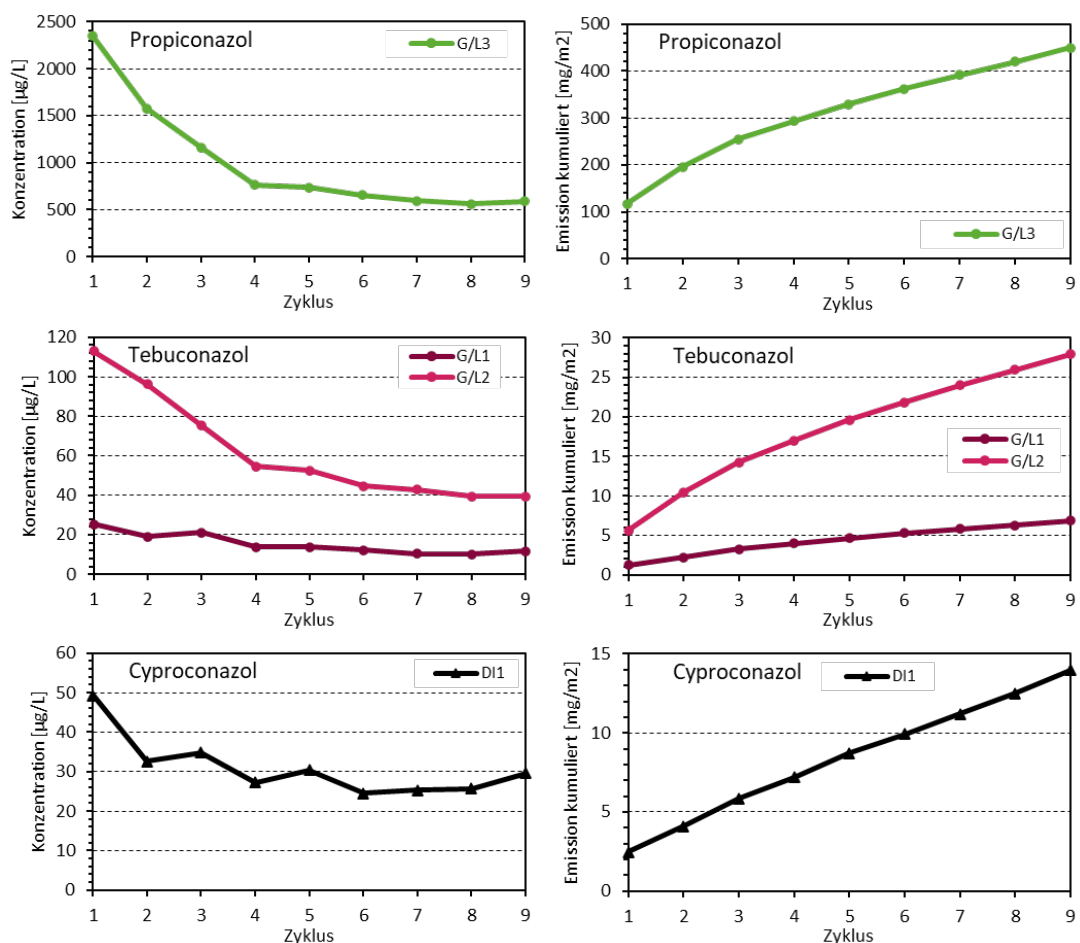 Propiconazol
G/L3
Konzentration [µg/L]
2500
2000
1500
1000
500
0
1 2 3 4 5 6 7 8 9
Zyklus
Propiconazol
G/L3
Emission kumuliert [mg/m2]
500
400
300
200
100
0
1 2 3 4 5 6 7 8 9
Zyklus
Tebuconazol
G/L1
G/L2
Konzentration [µg/L]
120
100
80
60
40
20
0
1 2 3 4 5 6 7 8 9
Zyklus
Tebuconazol
G/L1
G/L2
Emission kumuliert [mg/m2]
30
25
20
15
10
5
0
1 2 3 4 5 6 7 8 9
Zyklus
Cyproconazol
DI1
Konzentration [µg/L]
60
50
40
30
20
10
0
1 2 3 4 5 6 7 8 9
Zyklus
Cyproconazol
DI1
Emission kumuliert [mg/m2]
15
10
5
0
1 2 3 4 5 6 7 8 9
Zyklus